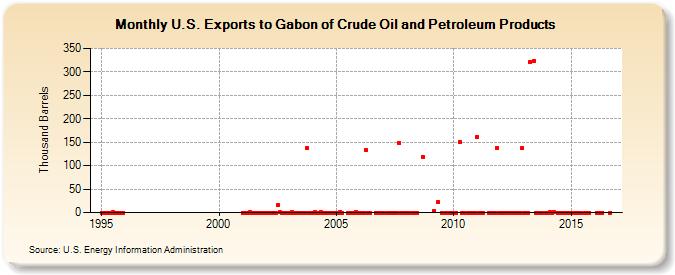 Monthly U.S. Exports to Gabon of Crude Oil and Petroleum Products
Thousand Barrels
350
300
250
200
150
100
50
0
1995 2000 2005 2010 2015
Source: U.S. Energy Information Administration